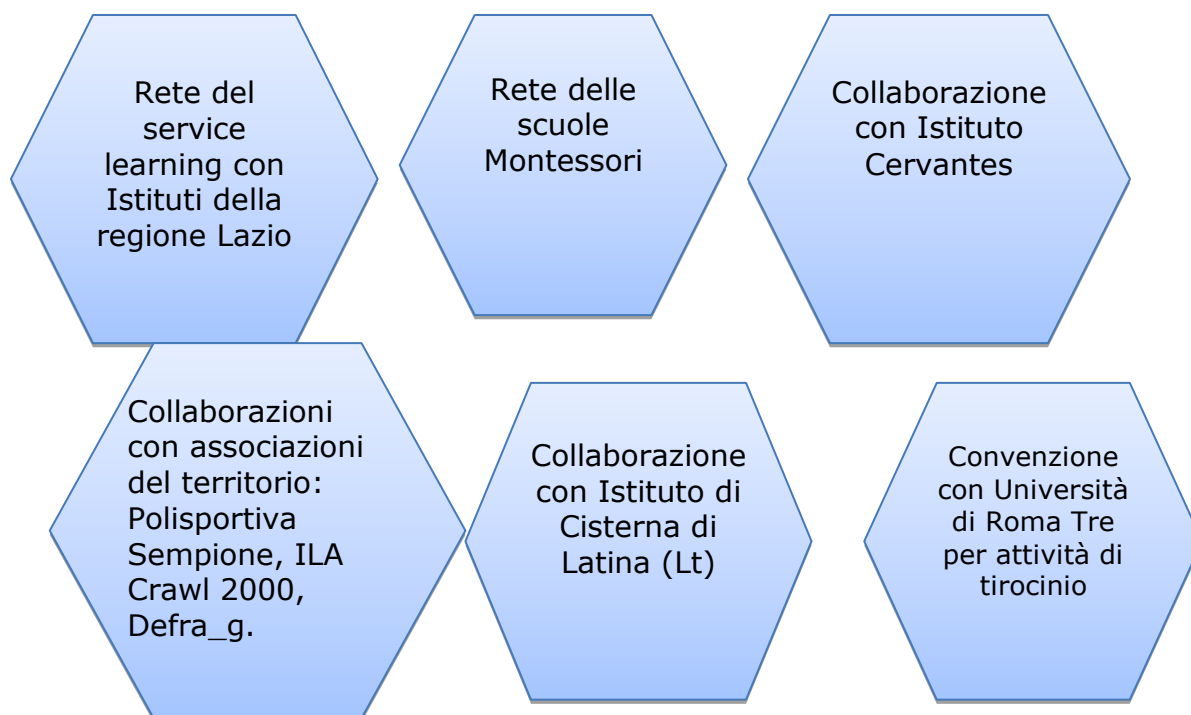 Rete del
service
learning con
Istituti della
regione Lazio
Rete delle
scuole
Montessori
Collaborazione
con Istituto
Cervantes
Collaborazioni
con associazioni
del territorio:
Polisportiva
Sempione, ILA
Crawl 2000,
Defra_g.
Collaborazione
con Istituto di
Cisterna di
Latina (Lt)
Convenzione
con Università
di Roma Tre
per attività di
tirocinio